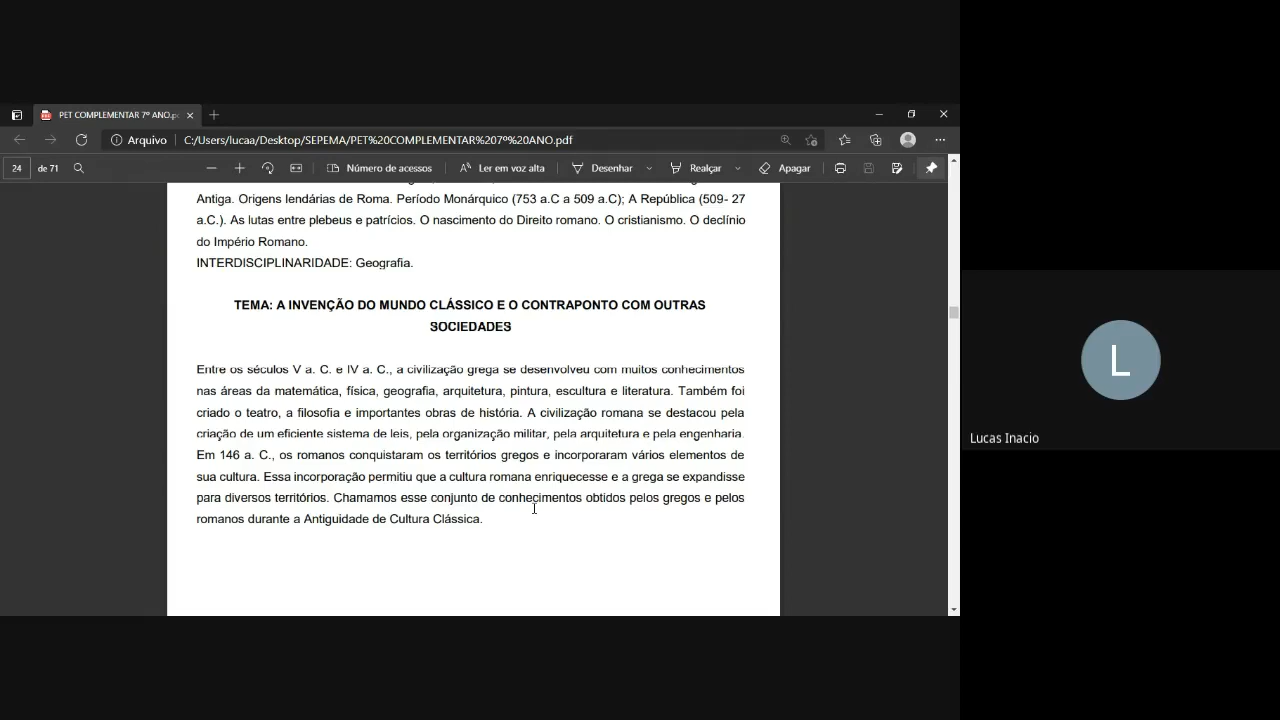 PET COMPLEMENTAR 7º ANO.p
Arquivo
C:/Users/lucaa/Desktop/SEPEMA/PET%20COMPLEMENTAR%207º%20ANO.pdf
24 de 71
Número de acessos
Ler em voz alta
Desenhar
Realçar
Apagar
Antiga. Origens lendárias de Roma. Período Monárquico (753 a.C a 509 a.C); A República (509- 27
a.C.). As lutas entre plebeus e patrícios. O nascimento do Direito romano. O cristianismo. O declínio
do Império Romano.
INTERDISCIPLINARIDADE: Geografia.
TEMA: A INVENÇÃO DO MUNDO CLÁSSICO E O CONTRAPONTO COM OUTRAS
SOCIEDADES
Entre os séculos V a. C. e IV a. C., a civilização grega se desenvolveu com muitos conhecimentos
nas áreas da matemática, física, geografia, arquitetura, pintura, escultura e literatura. Também foi
criado o teatro, a filosofia e importantes obras de história. A civilização romana se destacou pela
criação de um eficiente sistema de leis, pela organização militar, pela arquitetura e pela engenharia.
Em 146 a. C., os romanos conquistaram os territórios gregos e incorporaram vários elementos de
sua cultura. Essa incorporação permitiu que a cultura romana enriquecesse e a grega se expandisse
para diversos territórios. Chamamos esse conjunto de conhecimentos obtidos pelos gregos e pelos
romanos durante a Antiguidade de Cultura Clássica.
L
Lucas Inacio